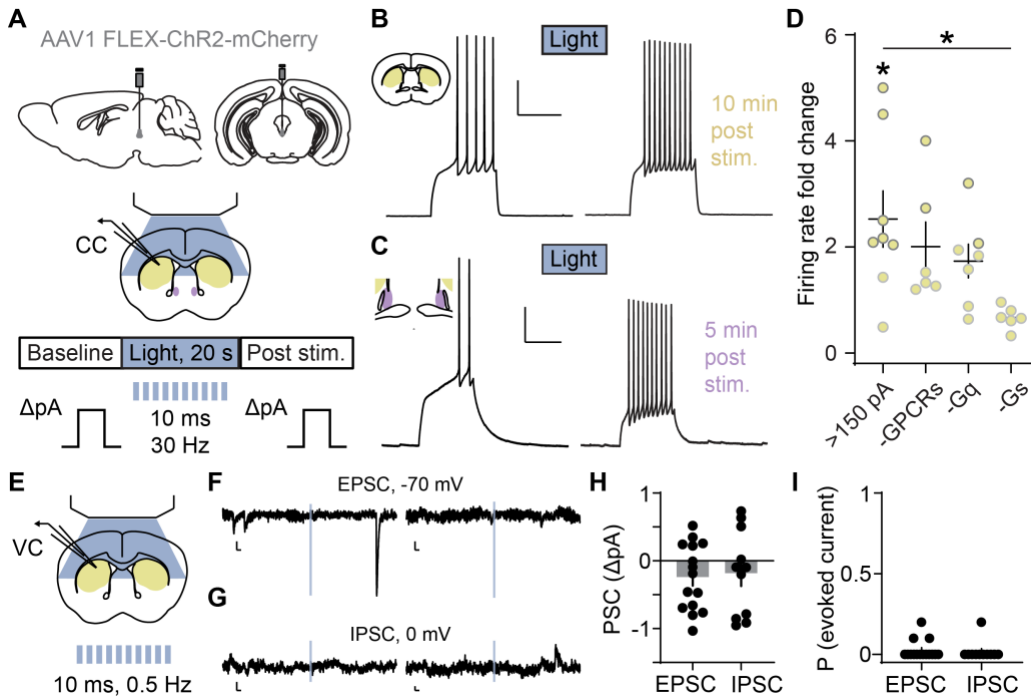 A
AAV1 FLEX-ChR2-mCherry
CC
Baseline
Light, 20 s
Post stim.
ΔpA
10 ms
30 Hz
ΔpA
B
Light
10 min
post
stim.
C
Light
5 min
post
stim.
D
Firing rate fold change
6
4
2
0
*
*
>150 pA
-GPCRs
-Gq
-Gs
E
VC
10 ms, 0.5 Hz
F
EPSC, -70 mV
G
IPSC, 0 mV
H
PSC (ΔpA)
1
0
-1
EPSC
IPSC
I
P (evoked current)
1
0
EPSC
IPSC